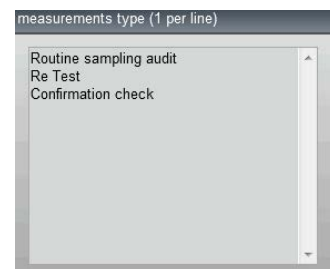 measurements type (1 per line)
Routine sampling audit
Re Test
Confirmation check